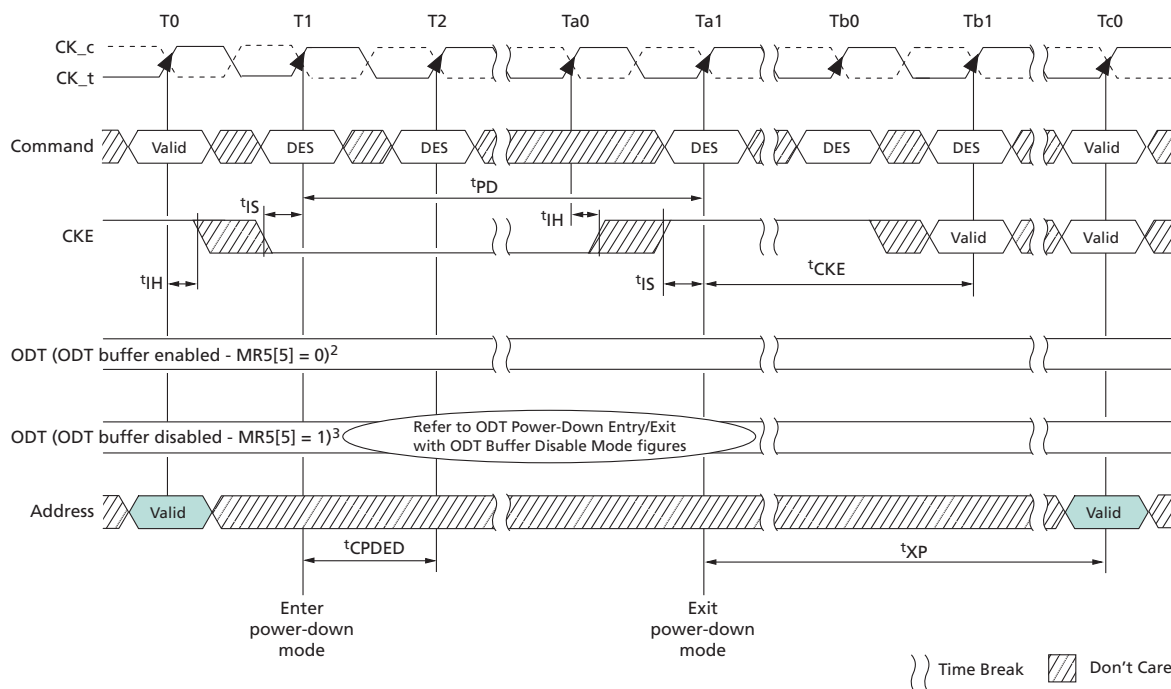 T0 T1 T2 Ta0 Ta1 Tb0 Tb1 Tc0
CK_c
CK_t
Command Valid DES DES DES DES DES Valid
tPD
tIS
tIH
CKE Valid Valid
tCKE
tIH
tIS
ODT (ODT buffer enabled - MR5[5] = 0)2
ODT (ODT buffer disabled - MR5[5] = 1)3
Refer to ODT Power-Down Entry/Exit
with ODT Buffer Disable Mode figures
Address Valid Valid
tCPDED
tXP
Enter
power-down
mode
Exit
power-down
mode
Time Break Don't Care